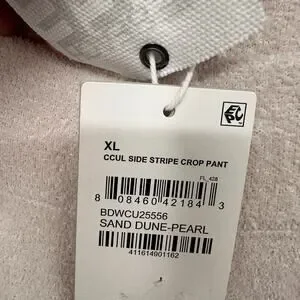 XL
CCUL SIDE STRIPE CROP PANT
FL_428
8 08460 42184 3
BDWCU25556
SAND DUNE-PEARL
411614901162